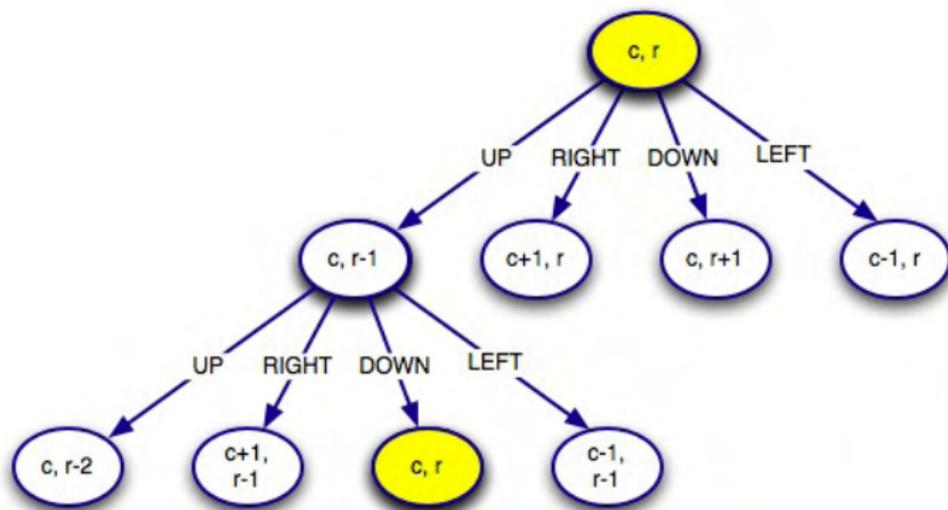 c, r
UP
RIGHT
DOWN
LEFT
c, r-1
c+1, r
c, r+1
c-1, r
UP
RIGHT
DOWN
LEFT
c, r-2
c+1,
r-1
c, r
c-1,
r-1